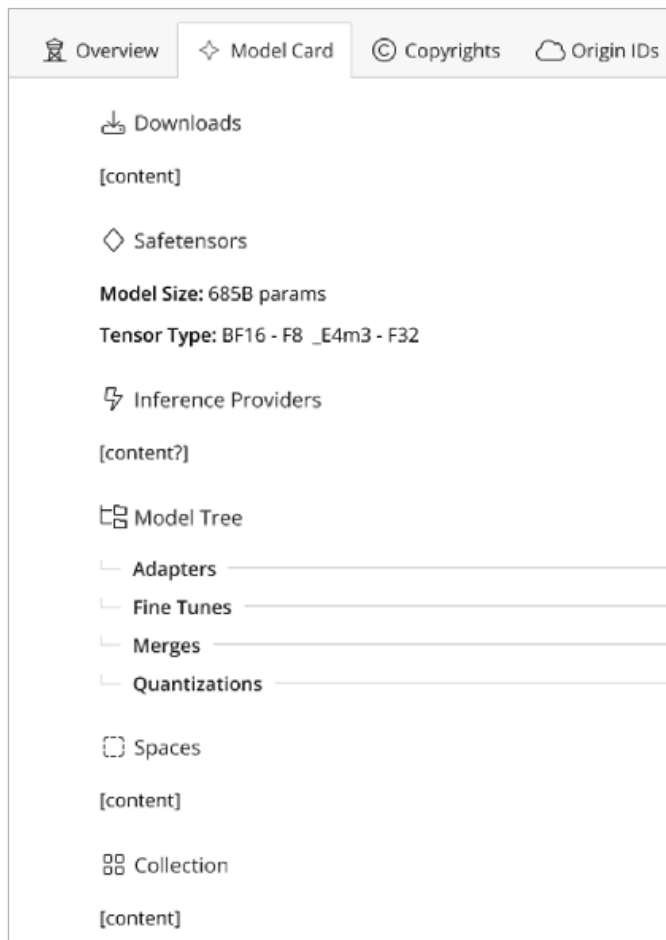 Overview Model Card © Copyrights Origin IDs
Downloads
[content]
Safetensors
Model Size: 685B params
Tensor Type: BF16 - F8 _E4m3 - F32
Inference Providers
[content?]
Model Tree
Adapters
Fine Tunes
Merges
Quantizations
Spaces
[content]
Collection
[content]